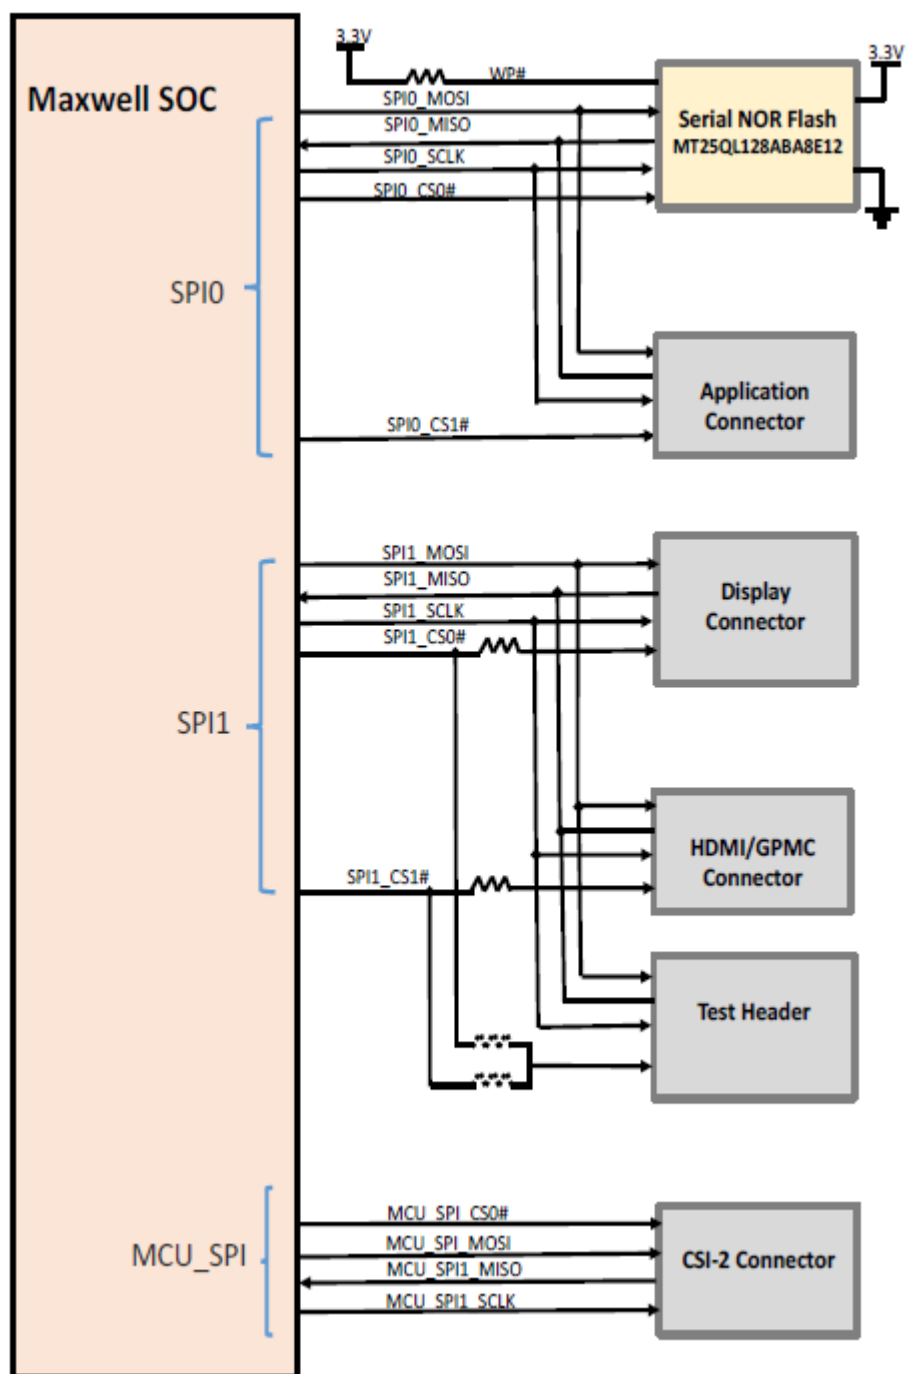 3.3V
3.3V
WP#
Maxwell SOC
SPI0_MOSI
SPI0_MISO
SPI0_SCLK
SPI0_CS0#
Serial NOR Flash
MT25QL128ABA8E12
SPI0
Application
Connector
SPI0_CS1#
SPI1_MOSI
SPI1_MISO
SPI1_SCLK
SPI1_CS0#
Display
Connector
SPI1
HDMI/GPMC
Connector
SPI1_CS1#
Test Header
MCU_SPI
MCU_SPI_CS0#
MCU_SPI_MOSI
MCU_SPI1_MISO
MCU_SPI1_SCLK
CSI-2 Connector